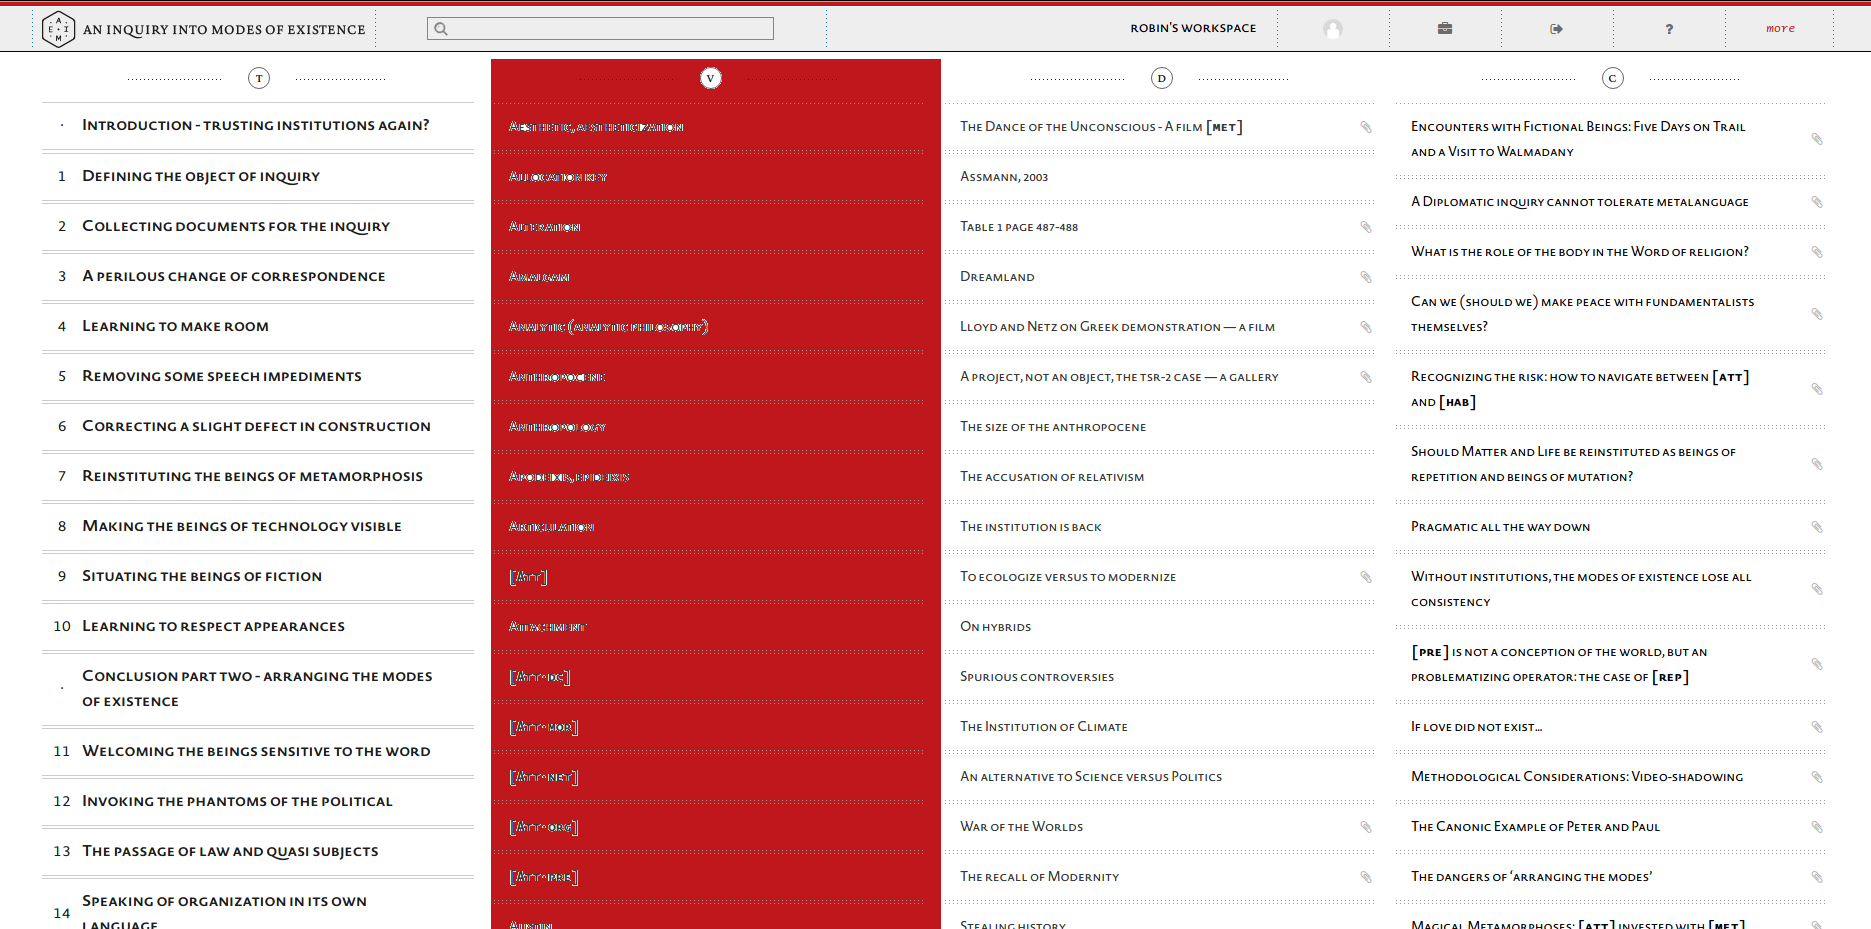 AN INQUIRY INTO MODES OF EXISTENCE
ROBIN'S WORKSPACE
?
more
T
· INTRODUCTION - TRUSTING INSTITUTIONS AGAIN?
1 DEFINING THE OBJECT OF INQUIRY
2 COLLECTING DOCUMENTS FOR THE INQUIRY
3 A PERILOUS CHANGE OF CORRESPONDENCE
4 LEARNING TO MAKE ROOM
5 REMOVING SOME SPEECH IMPEDIMENTS
6 CORRECTING A SLIGHT DEFECT IN CONSTRUCTION
7 REINSTITUTING THE BEINGS OF METAMORPHOSIS
8 MAKING THE BEINGS OF TECHNOLOGY VISIBLE
9 SITUATING THE BEINGS OF FICTION
10 LEARNING TO RESPECT APPEARANCES
· CONCLUSION PART TWO - ARRANGING THE MODES
OF EXISTENCE
11 WELCOMING THE BEINGS SENSITIVE TO THE WORD
12 INVOKING THE PHANTOMS OF THE POLITICAL
13 THE PASSAGE OF LAW AND QUASI SUBJECTS
14 SPEAKING OF ORGANIZATION IN ITS OWN
LANGUAGE
V
AESTHETIC, AESTHETICIZATION
ALLOCATION KEY
ALTERATION
AMALGAM
ANALYTIC (ANALYTIC PHILOSOPHY)
ANTHROPOCENE
ANTHROPOLOGY
APODEIXIS, EPIDEIXIS
ARTICULATION
[ATT]
ATTACHMENT
[ATT·DC]
[ATT·MOR]
[ATT·NET]
[ATT·ORG]
[ATT·PRE]
AUSTIN
D
THE DANCE OF THE UNCONSCIOUS - A FILM [MET]
ASSMANN, 2003
TABLE 1 PAGE 487-488
DREAMLAND
LLOYD AND NETZ ON GREEK DEMONSTRATION — A FILM
A PROJECT, NOT AN OBJECT, THE TSR-2 CASE — A GALLERY
THE SIZE OF THE ANTHROPOCENE
THE ACCUSATION OF RELATIVISM
THE INSTITUTION IS BACK
TO ECOLOGIZE VERSUS TO MODERNIZE
ON HYBRIDS
SPURIOUS CONTROVERSIES
THE INSTITUTION OF CLIMATE
AN ALTERNATIVE TO SCIENCE VERSUS POLITICS
WAR OF THE WORLDS
THE RECALL OF MODERNITY
STEALING HISTORY
C
ENCOUNTERS WITH FICTIONAL BEINGS: FIVE DAYS ON TRAIL
AND A VISIT TO WALMADANY
A DIPLOMATIC INQUIRY CANNOT TOLERATE METALANGUAGE
WHAT IS THE ROLE OF THE BODY IN THE WORD OF RELIGION?
CAN WE (SHOULD WE) MAKE PEACE WITH FUNDAMENTALISTS
THEMSELVES?
RECOGNIZING THE RISK: HOW TO NAVIGATE BETWEEN [ATT]
AND [HAB]
SHOULD MATTER AND LIFE BE REINSTITUTED AS BEINGS OF
REPETITION AND BEINGS OF MUTATION?
PRAGMATIC ALL THE WAY DOWN
WITHOUT INSTITUTIONS, THE MODES OF EXISTENCE LOSE ALL
CONSISTENCY
[PRE] IS NOT A CONCEPTION OF THE WORLD, BUT AN
PROBLEMATIZING OPERATOR: THE CASE OF [REP]
IF LOVE DID NOT EXIST...
METHODOLOGICAL CONSIDERATIONS: VIDEO-SHADOWING
THE CANONIC EXAMPLE OF PETER AND PAUL
THE DANGERS OF ‘ARRANGING THE MODES’
MAGICAL METAMORPHOSES: [ATT] INVESTED WITH [MET]